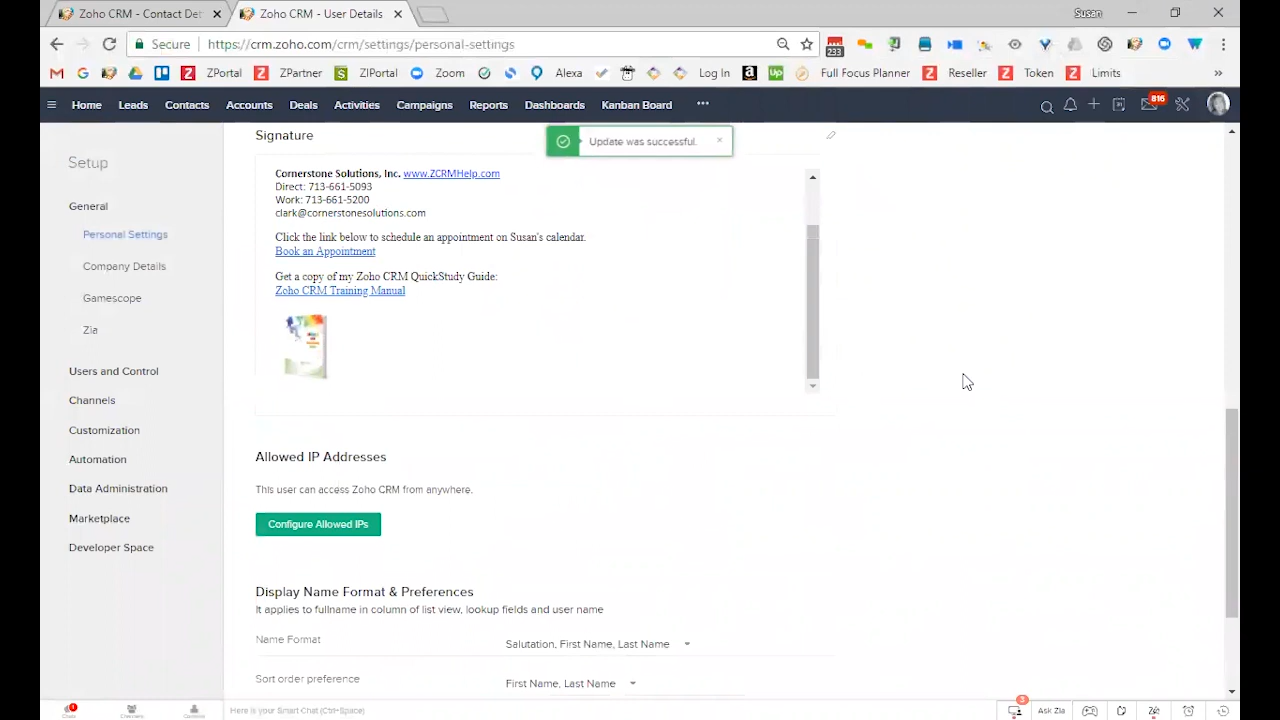 Zoho CRM - Contact Det
Zoho CRM - User Details
Susan
Secure
https://crm.zoho.com/crm/settings/personal-settings
233
ZPortal
ZPartner
ZIPortal
Zoom
Alexa
Log In
Full Focus Planner
Reseller
Token
Limits
»
Home
Leads
Contacts
Accounts
Deals
Activities
Campaigns
Reports
Dashboards
Kanban Board
•••
816
Setup
General
Personal Settings
Company Details
Gamescope
Zia
Users and Control
Channels
Customization
Automation
Data Administration
Marketplace
Developer Space
Signature
Update was successful.
Cornerstone Solutions, Inc. www.ZCRMHelp.com
Direct: 713-661-5093
Work: 713-661-5200
clark@cornerstonesolutions.com
Click the link below to schedule an appointment on Susan's calendar.
Book an Appointment
Get a copy of my Zoho CRM QuickStudy Guide:
Zoho CRM Training Manual
Allowed IP Addresses
This user can access Zoho CRM from anywhere.
Configure Allowed IPs
Display Name Format & Preferences
It applies to fullname in column of list view, lookup fields and user name
Name Format
Salutation, First Name, Last Name
Sort order preference
First Name, Last Name
Chats
Channels
Contacts
Here is your Smart Chat (Ctrl+Space)
3
Ask Zia